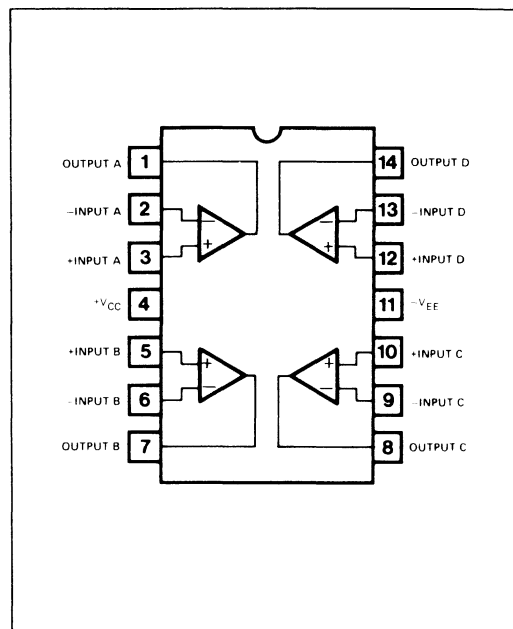 OUTPUT A 1 14 OUTPUT D
−INPUT A 2 − − 13 −INPUT D
+INPUT A 3 + + 12 +INPUT D
+VCC 4 11 −VEE
+INPUT B 5 + + 10 +INPUT C
−INPUT B 6 − − 9 −INPUT C
OUTPUT B 7 8 OUTPUT C